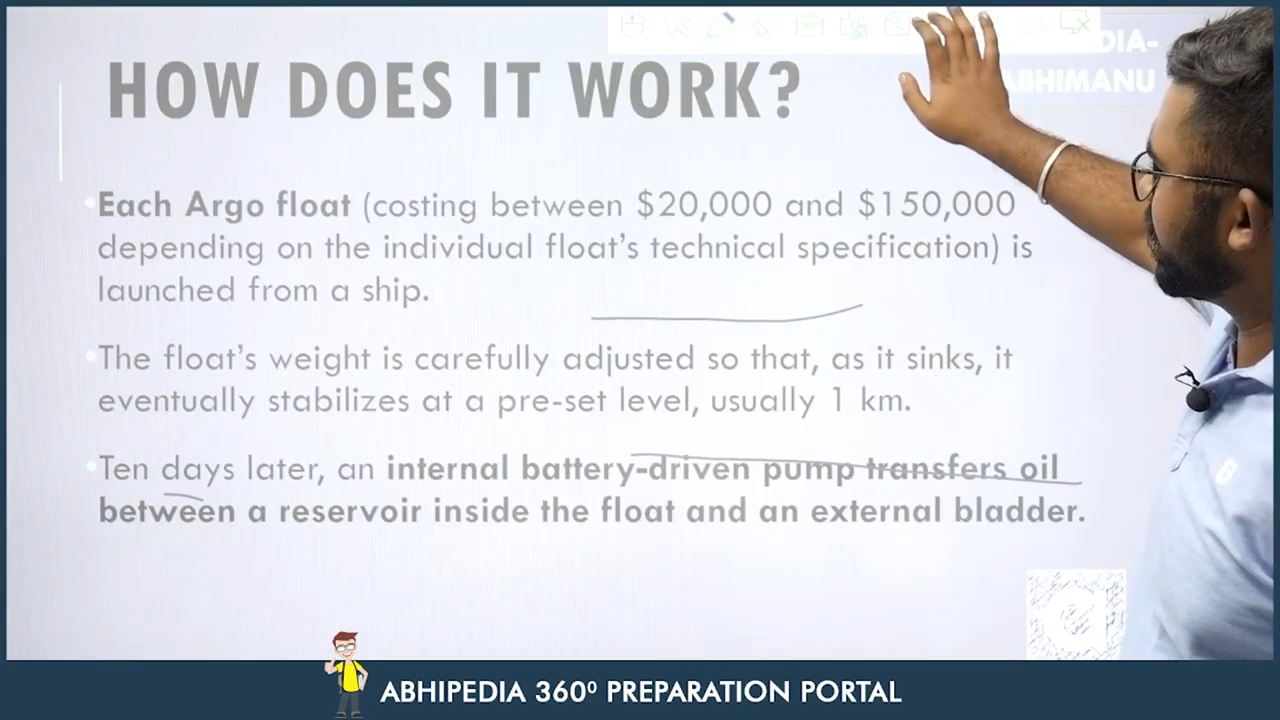 DIA-
ABHIMANU
HOW DOES IT WORK?
•Each Argo float (costing between $20,000 and $150,000
depending on the individual float's technical specification) is
launched from a ship.
•The float's weight is carefully adjusted so that, as it sinks, it
eventually stabilizes at a pre-set level, usually 1 km.
•Ten days later, an internal battery-driven pump transfers oil
between a reservoir inside the float and an external bladder.
ABHIPEDIA 360⁰ PREPARATION PORTAL